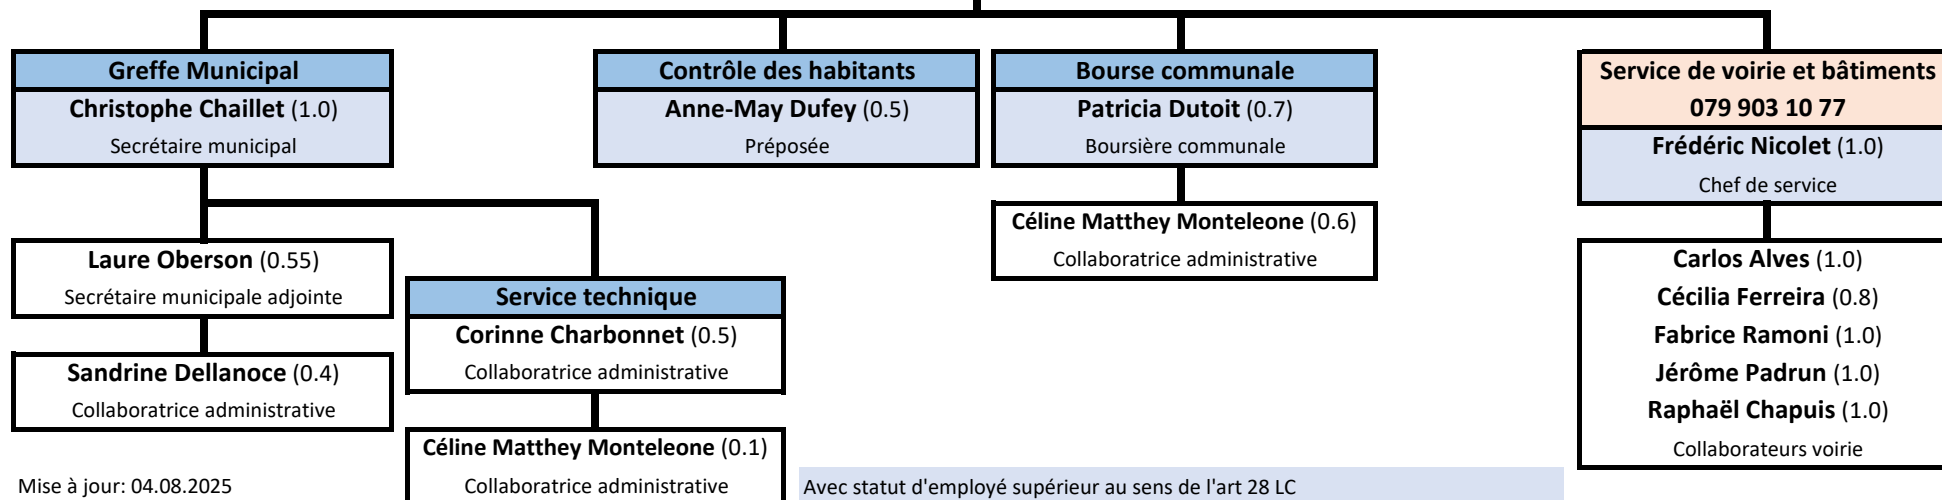 Greffe Municipal
Christophe Chaillet (1.0)
Secrétaire municipal
Contrôle des habitants
Anne-May Dufey (0.5)
Préposée
Bourse communale
Patricia Dutoit (0.7)
Boursière communale
Service de voirie et bâtiments
079 903 10 77
Frédéric Nicolet (1.0)
Chef de service
Laure Oberson (0.55)
Secrétaire municipale adjointe
Sandrine Dellanoce (0.4)
Collaboratrice administrative
Service technique
Corinne Charbonnet (0.5)
Collaboratrice administrative
Céline Matthey Monteleone (0.1)
Collaboratrice administrative
Céline Matthey Monteleone (0.6)
Collaboratrice administrative
Carlos Alves (1.0)
Cécilia Ferreira (0.8)
Fabrice Ramoni (1.0)
Jérôme Padrun (1.0)
Raphaël Chapuis (1.0)
Collaborateurs voirie
Mise à jour: 04.08.2025
Avec statut d'employé supérieur au sens de l'art 28 LC